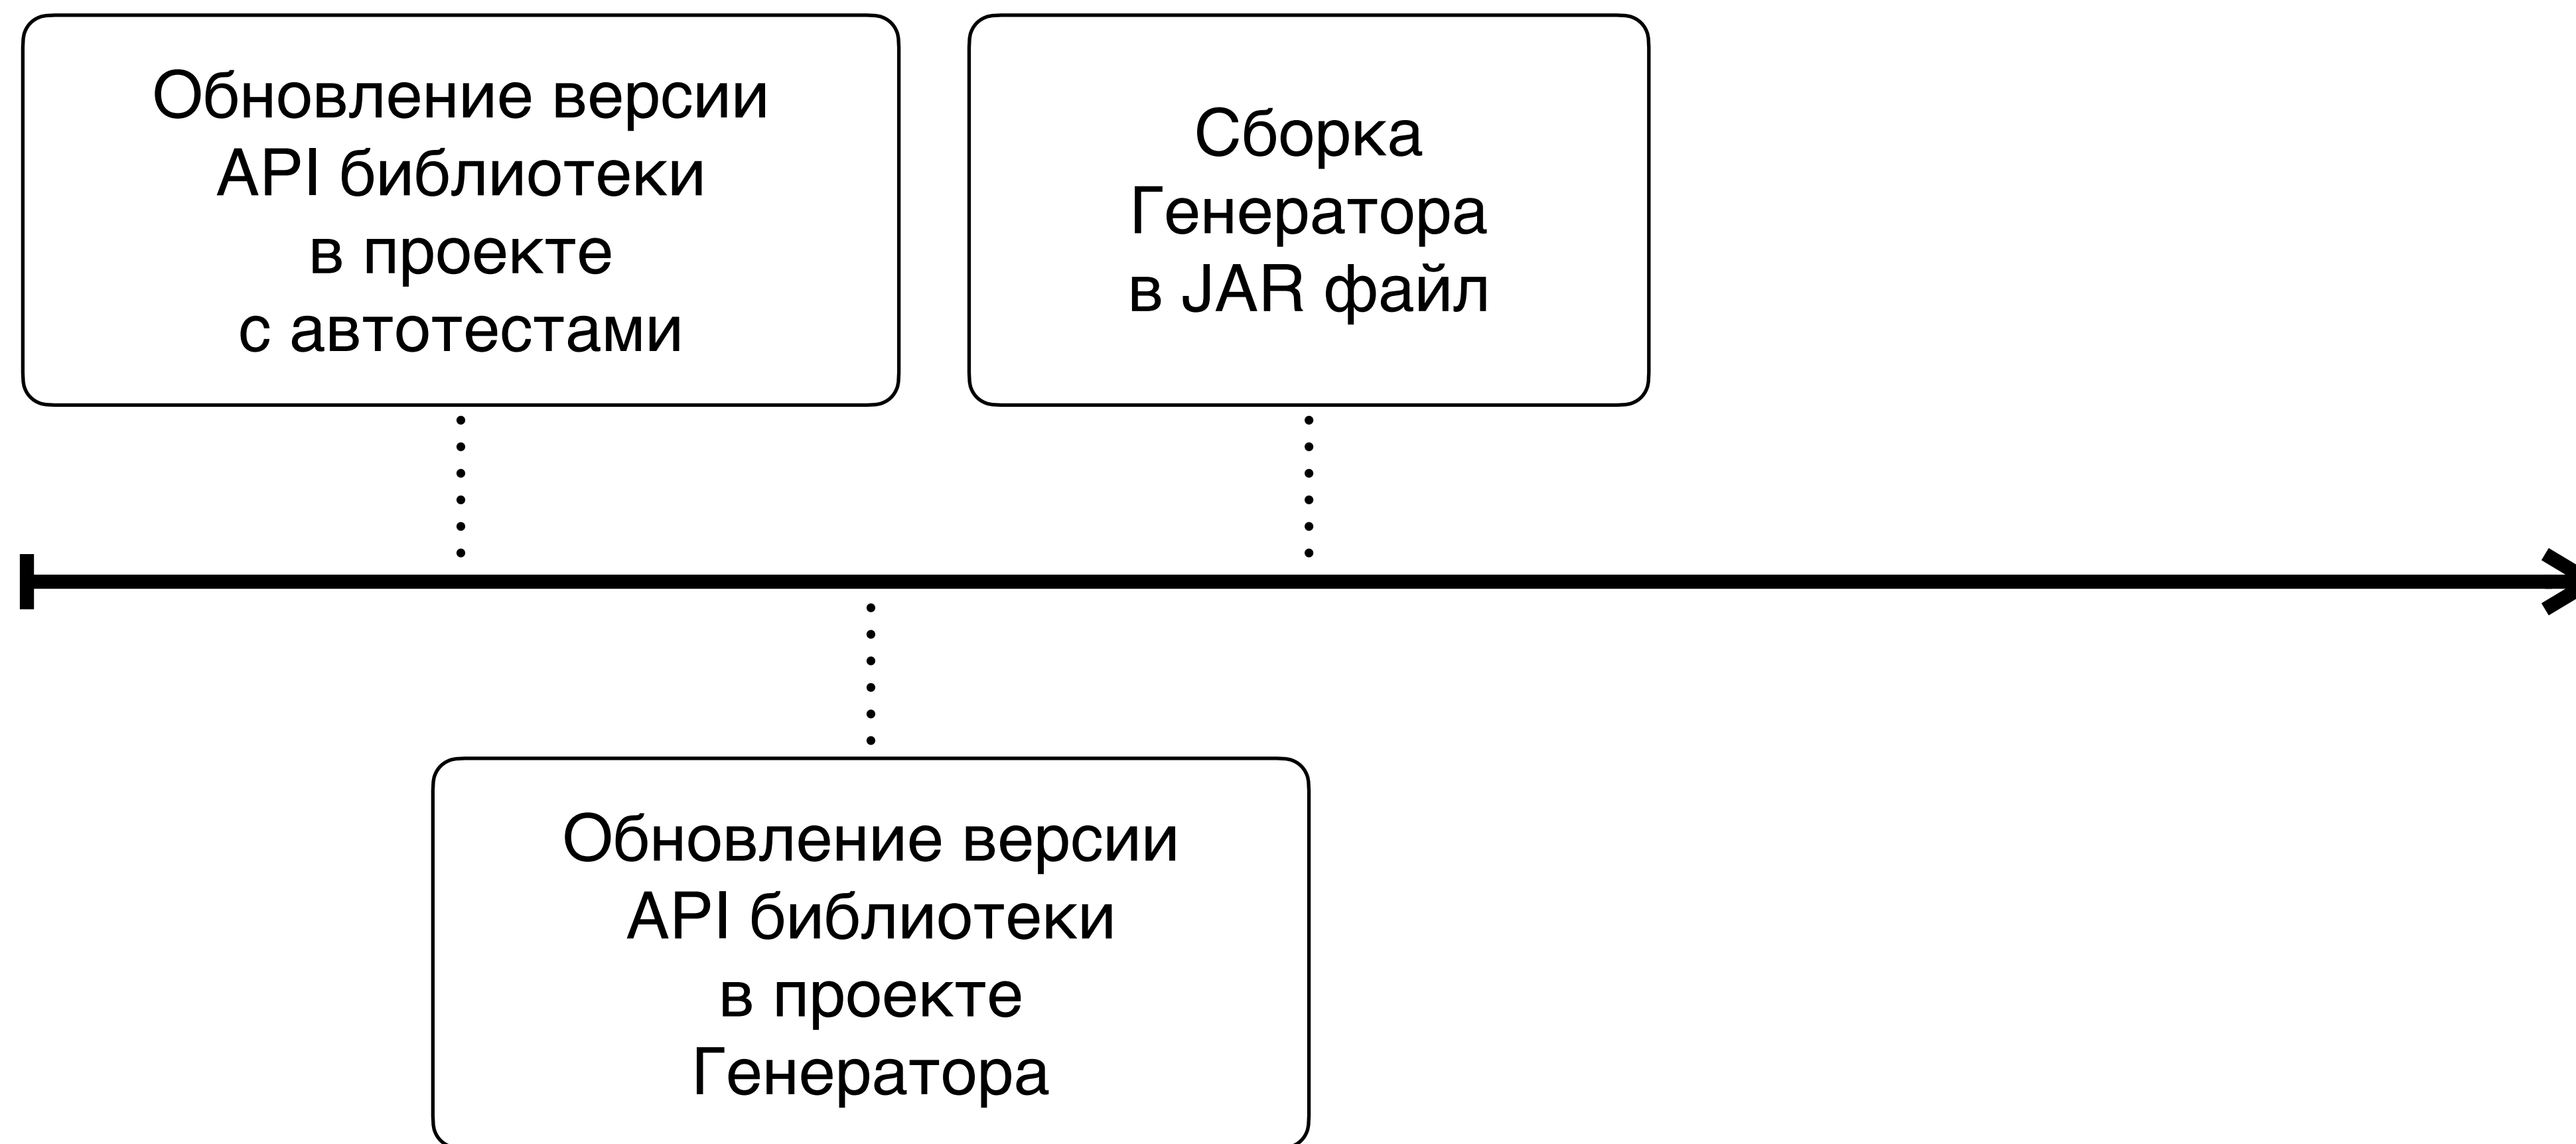 Обновление версии
API библиотеки
в проекте
с автотестами
Сборка
Генератора
в JAR файл
Обновление версии
API библиотеки
в проекте
Генератора